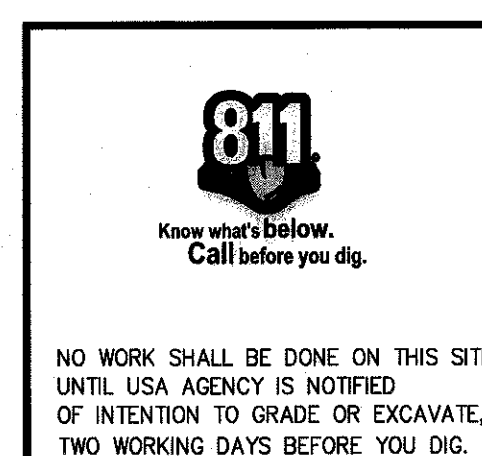 811.
Know what's below.
Call before you dig.
NO WORK SHALL BE DONE ON THIS SIT
UNTIL USA AGENCY IS NOTIFIED
OF INTENTION TO GRADE OR EXCAVATE,
TWO WORKING DAYS BEFORE YOU DIG.